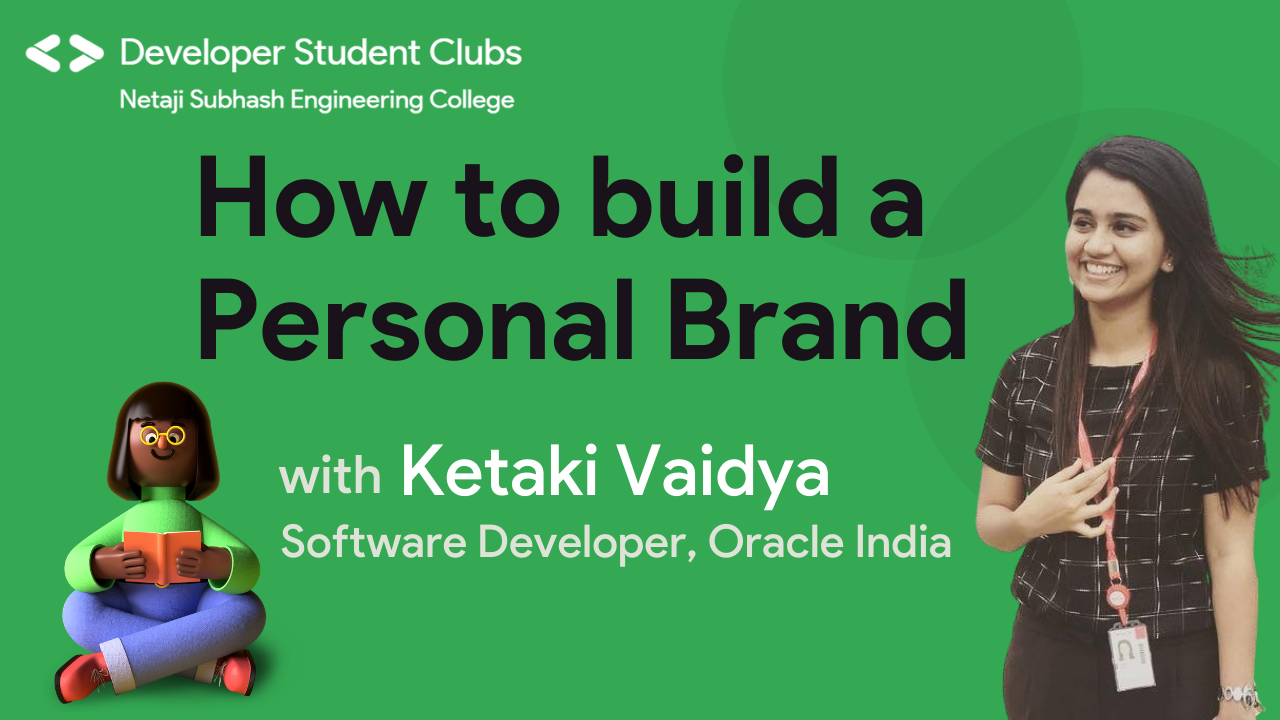 Developer Student Clubs
Netaji Subhash Engineering College
How to build a
Personal Brand
with Ketaki Vaidya
Software Developer, Oracle India